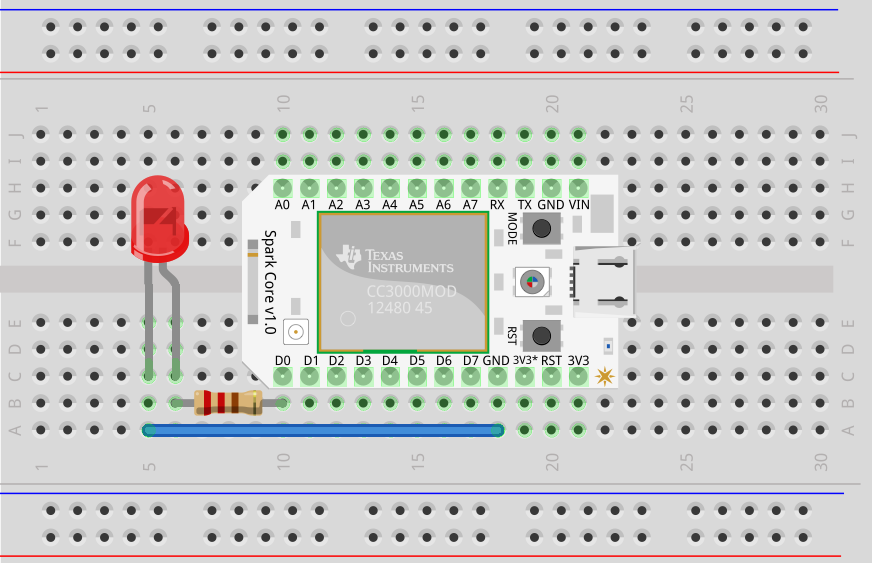 1 5 10 15 20 25 30
J J
I I
H H
G G
F F
A0 A1 A2 A3 A4 A5 A6 A7 RX TX GND VIN
MODE
Spark Core v1.0
TEXAS
INSTRUMENTS
CC3000MOD
12480 45
RST
E E
D D
D0 D1 D2 D3 D4 D5 D6 D7 GND 3V3* RST 3V3
C C
B B
A A
1 5 10 15 20 25 30